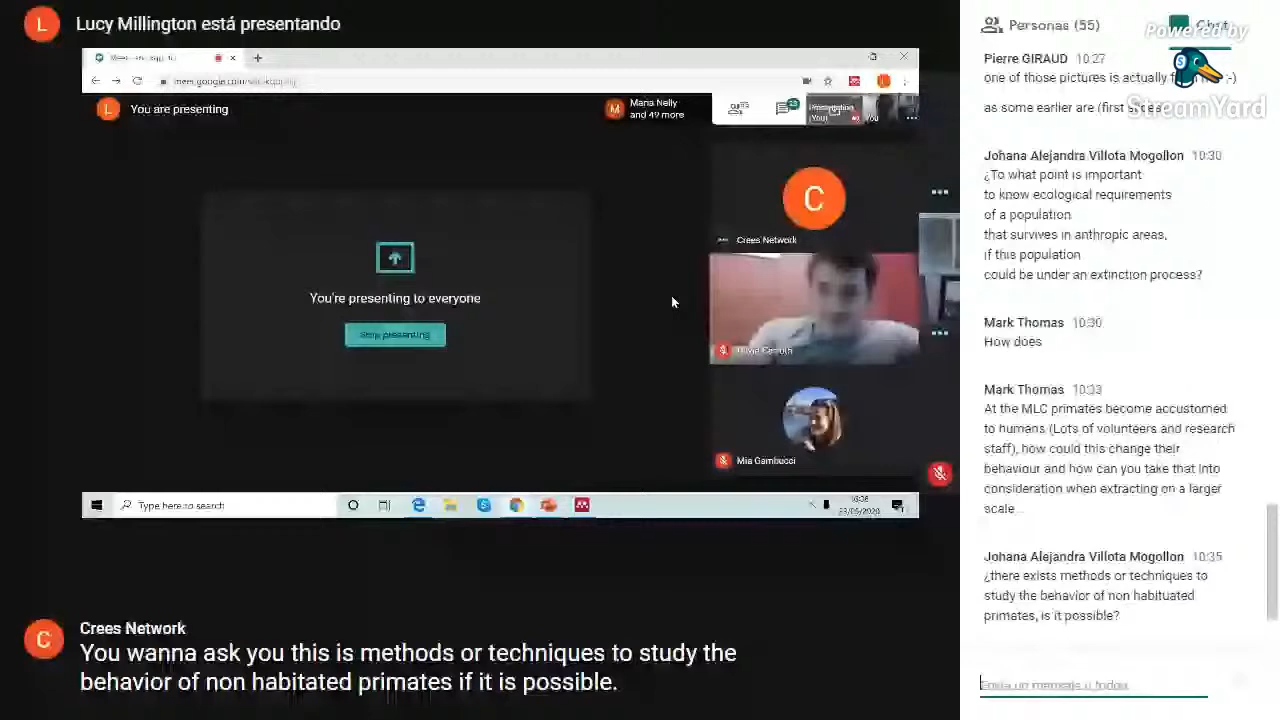 L
Lucy Millington está presentando
L
You are presenting
M
Maria Nelly
and 49 more
You
You're presenting to everyone
Stop presenting
C
Crees Network
Mia Gambucci
Type here to search
23/05/2020
C
Crees Network
You wanna ask you this is methods or techniques to study the
behavior of non habitated primates if it is possible.
Personas (55)
Chat
Powered by
StreamYard
Pierre GIRAUD 10:27
one of those pictures is actually :-)
as some earlier are (first
Johana Alejandra Villota Mogollon 10:30
¿To what point is important
to know ecological requirements
of a population
that survives in anthropic areas,
if this population
could be under an extinction process?
Mark Thomas 10:30
How does
Mark Thomas 10:33
At the MLC primates become accustomed
to humans (Lots of volunteers and research
staff), how could this change their
behaviour and how can you take that into
consideration when extracting on a larger
scale
Johana Alejandra Villota Mogollon 10:35
¿there exists methods or techniques to
study the behavior of non habituated
primates, is it possible?
Envía un mensaje a todos